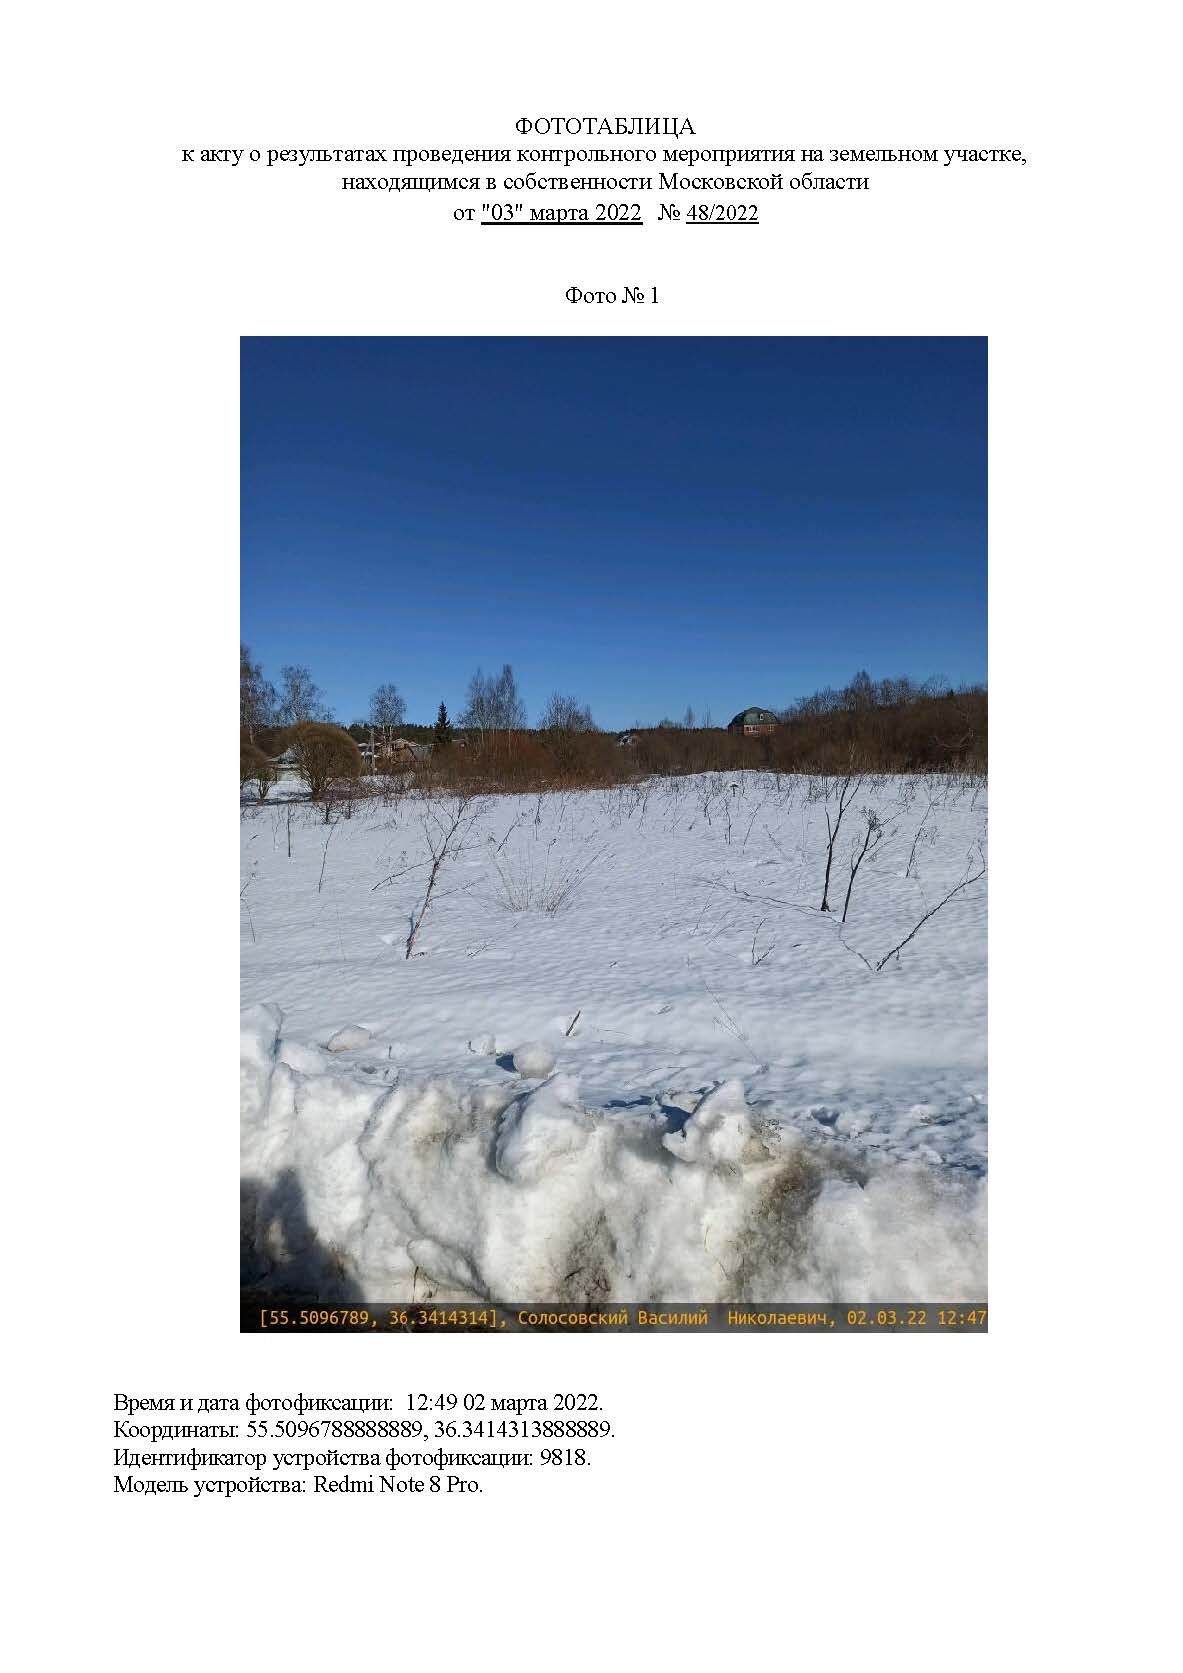 ФОТОТАБЛИЦА
к акту о результатах проведения контрольного мероприятия на земельном участке,
находящимся в собственности Московской области
от "03" марта 2022 № 48/2022
Фото № 1
[55.5096789, 36.3414314], Солосовский Василий Николаевич, 02.03.22 12:47
Время и дата фотофиксации: 12:49 02 марта 2022.
Координаты: 55.5096788888889, 36.3414313888889.
Идентификатор устройства фотофиксации: 9818.
Модель устройства: Redmi Note 8 Pro.